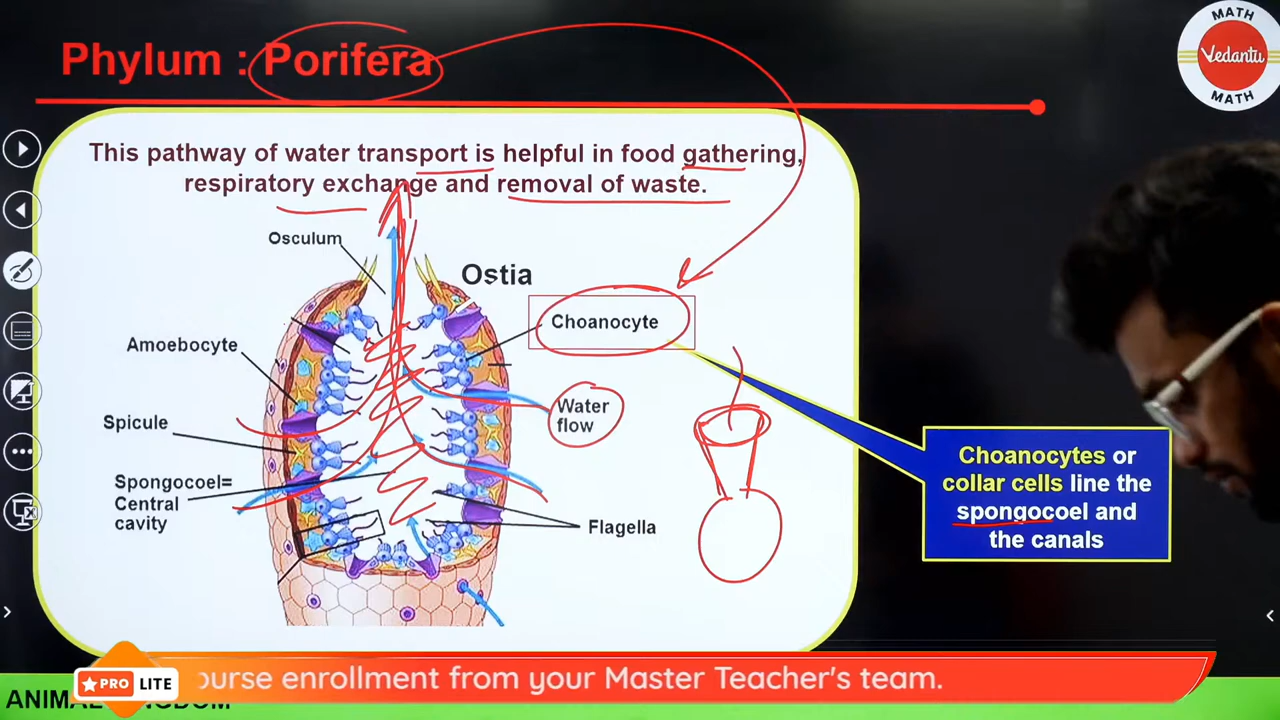 Phylum : Porifera
MATH
Vedantu
MATH
This pathway of water transport is helpful in food gathering,
respiratory exchange and removal of waste.
Osculum
Ostia
Choanocyte
Amoebocyte
Water
flow
Spicule
Spongocoel=
Central
cavity
Flagella
Choanocytes or
collar cells line the
spongocoel and
the canals
PRO LITE
ourse enrollment from your Master Teacher's team.
ANIMAL KINGDOM